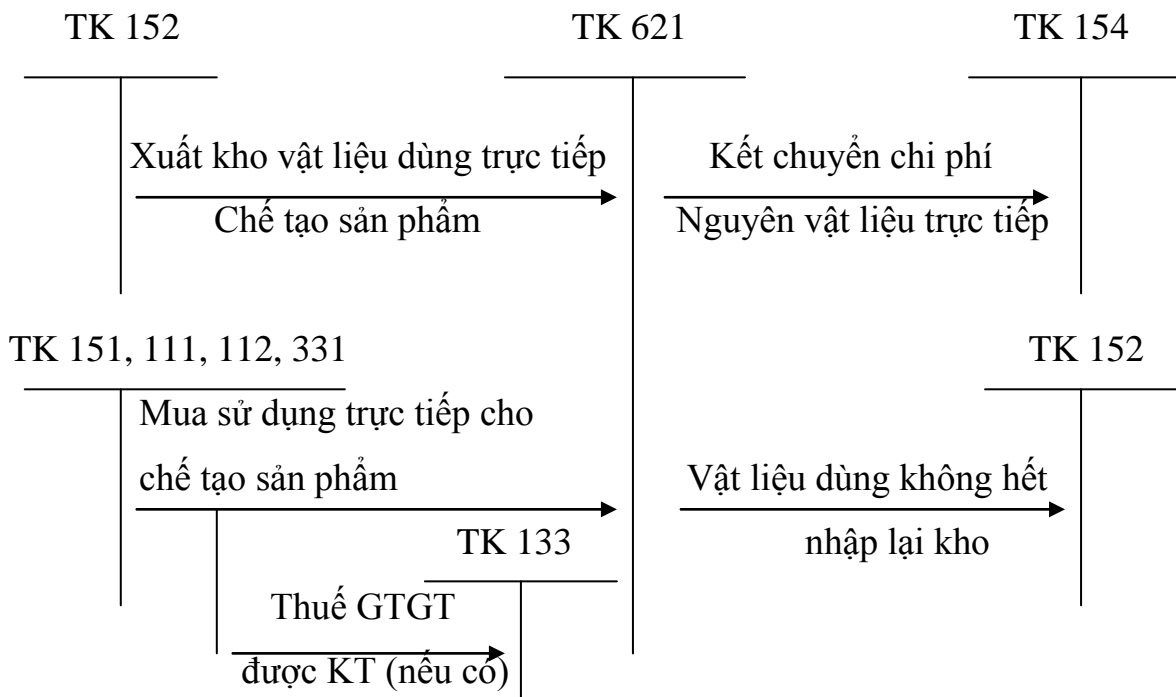 TK 152
TK 621
TK 154
Xuất kho vật liệu dùng trực tiếp
Chế tạo sản phẩm
Kết chuyển chi phí
Nguyên vật liệu trực tiếp
TK 151, 111, 112, 331
TK 152
Mua sử dụng trực tiếp cho
chế tạo sản phẩm
Vật liệu dùng không hết
nhập lại kho
TK 133
Thuế GTGT
được KT (nếu có)